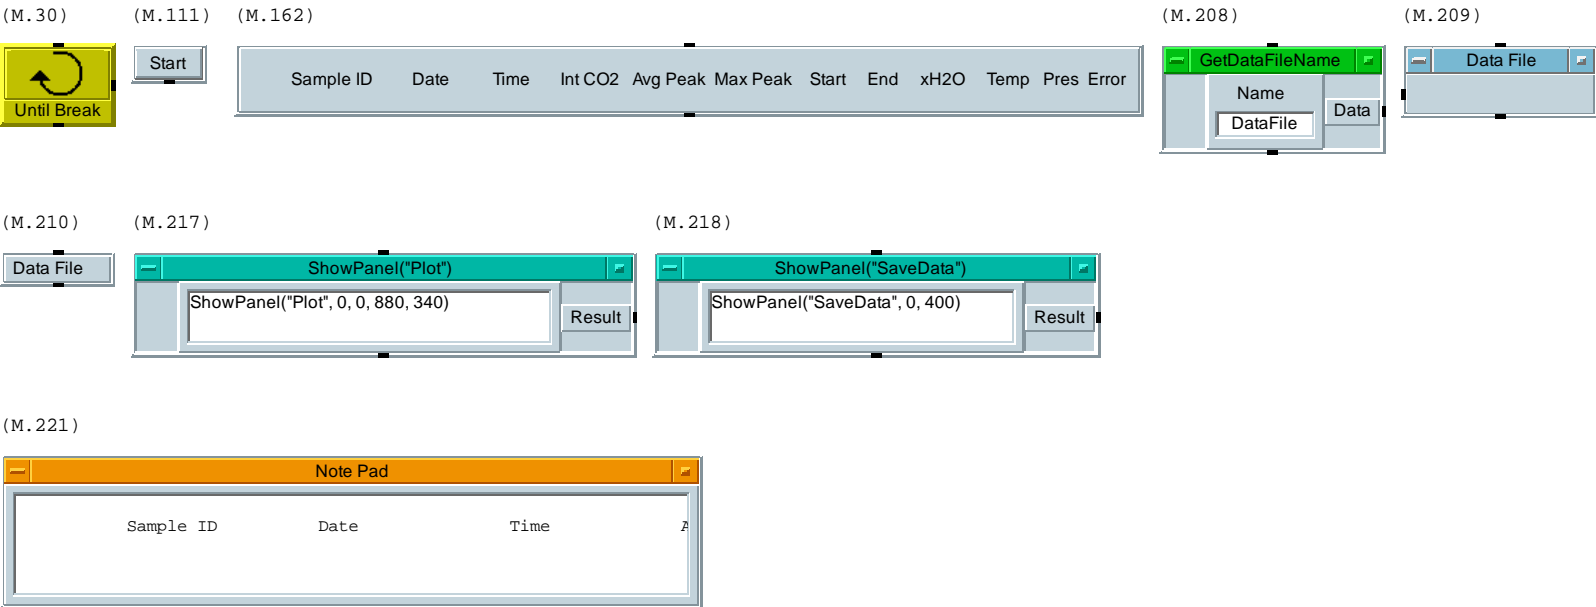 (M.30)
(M.111)
(M.162)
(M.208)
(M.209)
Until Break
Start
Sample ID Date Time Int CO2 Avg Peak Max Peak Start End xH2O Temp Pres Error
GetDataFileName
Name
DataFile
Data
Data File
(M.210)
(M.217)
(M.218)
Data File
ShowPanel("Plot")
ShowPanel("Plot", 0, 0, 880, 340)
Result
ShowPanel("SaveData")
ShowPanel("SaveData", 0, 400)
Result
(M.221)
Note Pad
Sample ID Date Time